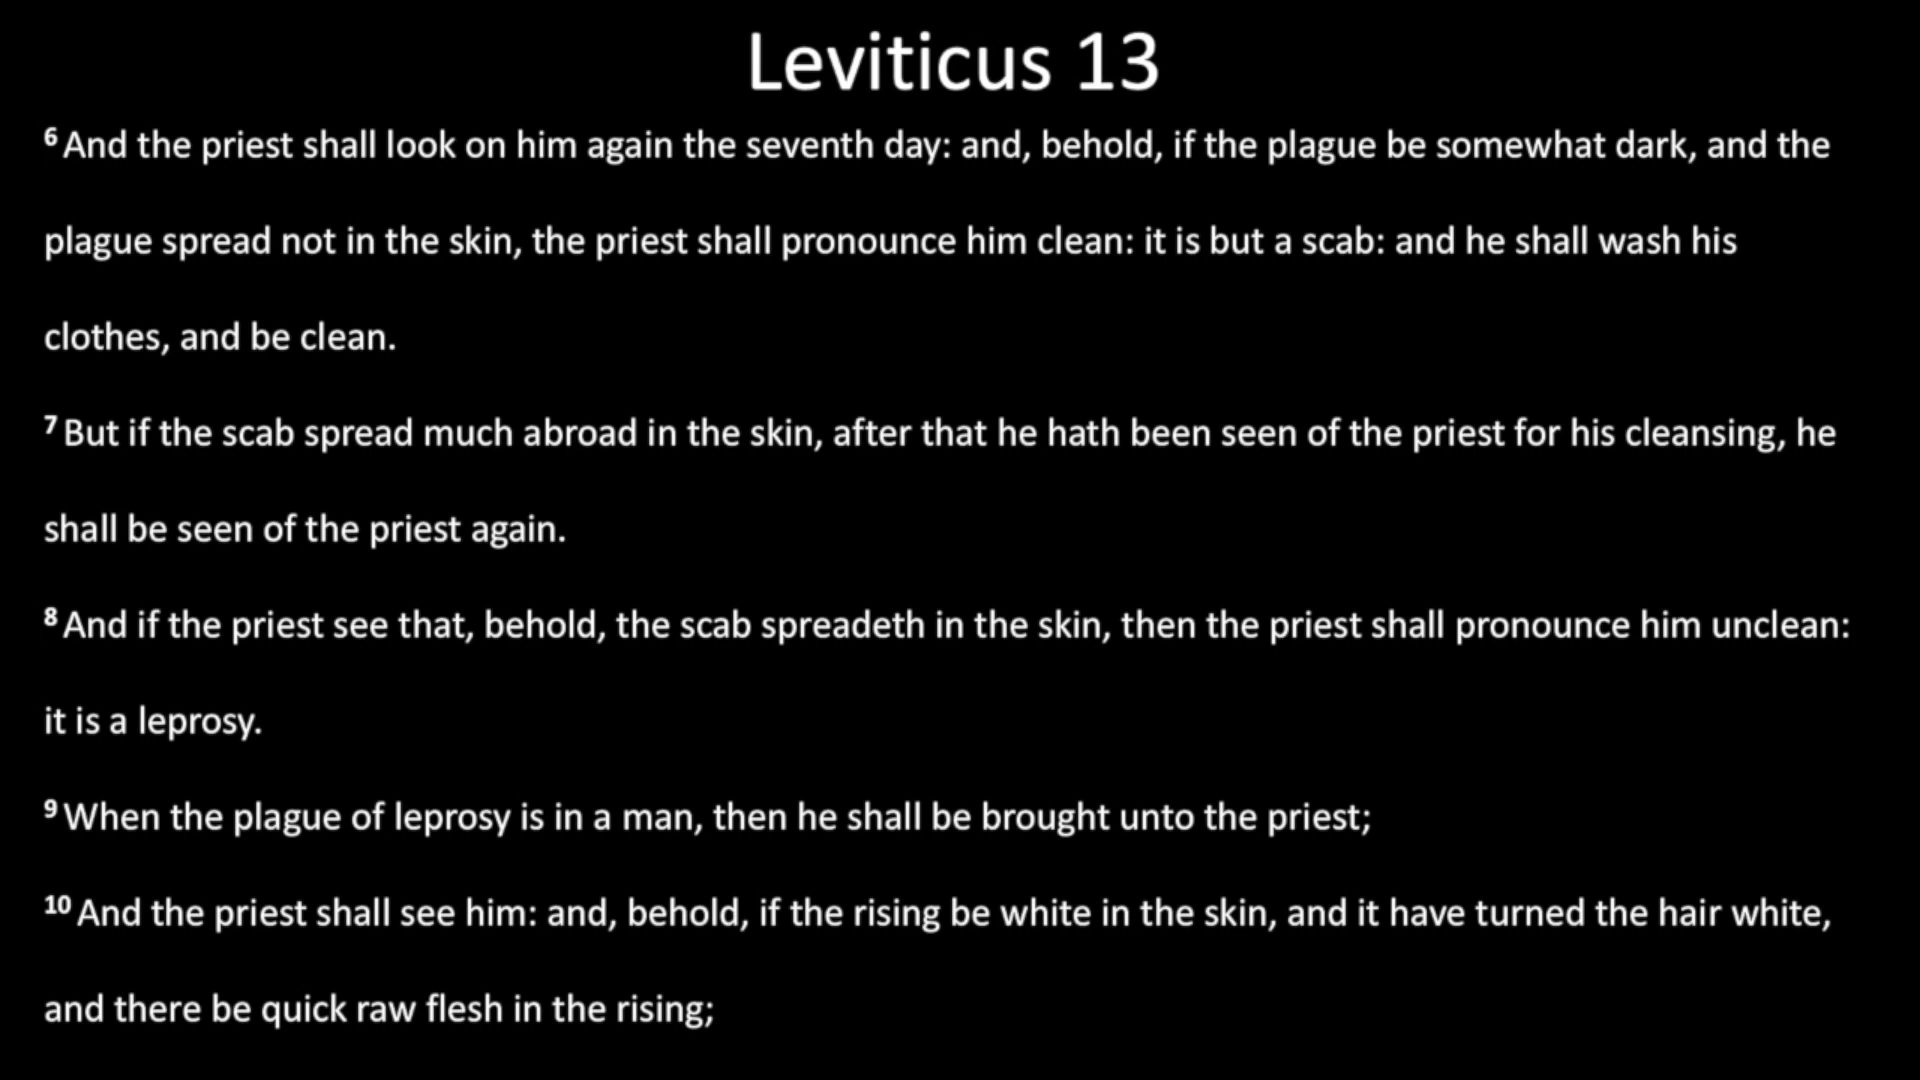 Leviticus 13
6 And the priest shall look on him again the seventh day: and, behold, if the plague be somewhat dark, and the
plague spread not in the skin, the priest shall pronounce him clean: it is but a scab: and he shall wash his
clothes, and be clean.
7 But if the scab spread much abroad in the skin, after that he hath been seen of the priest for his cleansing, he
shall be seen of the priest again.
8 And if the priest see that, behold, the scab spreadeth in the skin, then the priest shall pronounce him unclean:
it is a leprosy.
9 When the plague of leprosy is in a man, then he shall be brought unto the priest;
10 And the priest shall see him: and, behold, if the rising be white in the skin, and it have turned the hair white,
and there be quick raw flesh in the rising;